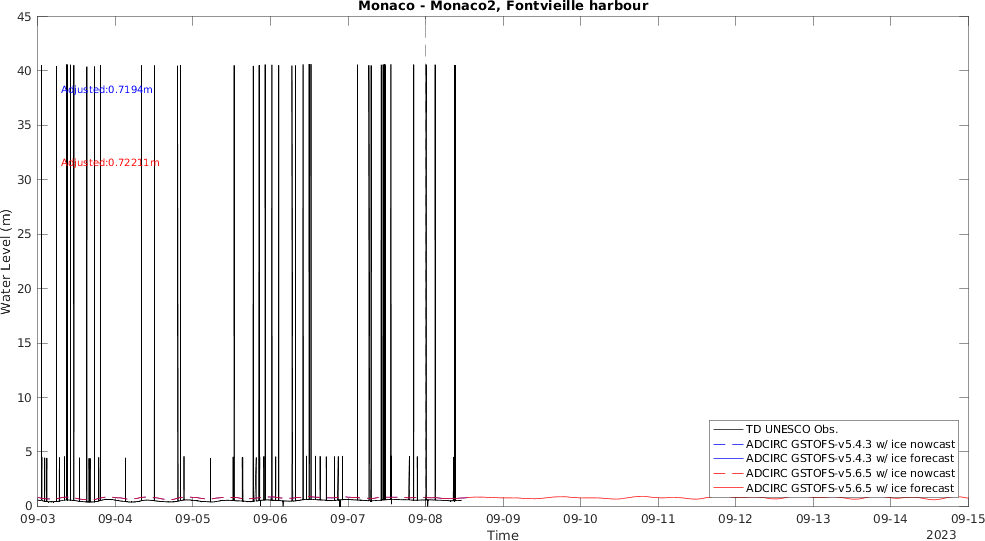 Monaco - Monaco2, Fontvieille harbour
45
40
35
30
25
20
15
10
5
0
Water Level (m)
Adjusted:0.7194m
Adjusted:0.72211m
TD UNESCO Obs.
ADCIRC GSTOFS-v5.4.3 w/ ice nowcast
ADCIRC GSTOFS-v5.4.3 w/ ice forecast
ADCIRC GSTOFS-v5.6.5 w/ ice nowcast
ADCIRC GSTOFS-v5.6.5 w/ ice forecast
09-03 09-04 09-05 09-06 09-07 09-08 09-09 09-10 09-11 09-12 09-13 09-14 09-15
Time
2023